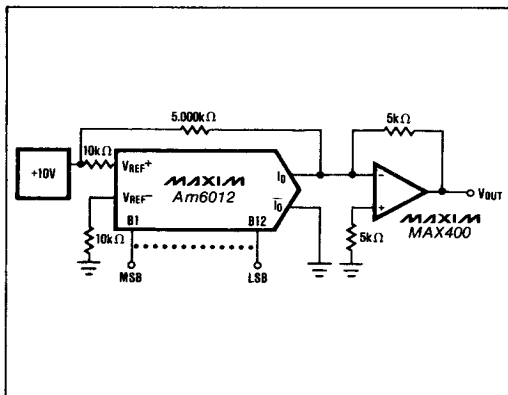 5.000kΩ
5kΩ
10kΩ
+10V
VREF+
MAXIM
Am6012
IO
VREF−
IO
B1
B12
−
+
VOUT
MAXIM
MAX400
10kΩ
5kΩ
MSB
LSB